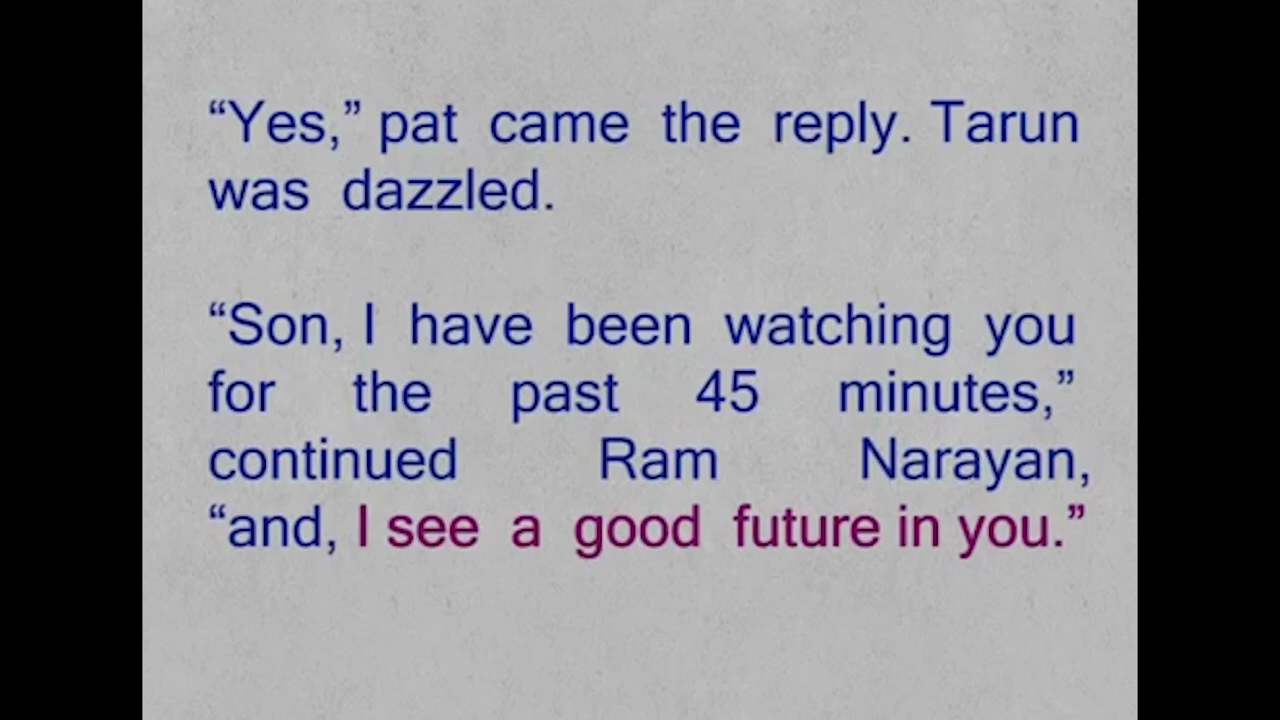 “Yes,” pat came the reply. Tarun
was dazzled.
“Son, I have been watching you
for the past 45 minutes,”
continued Ram Narayan,
“and, I see a good future in you.”